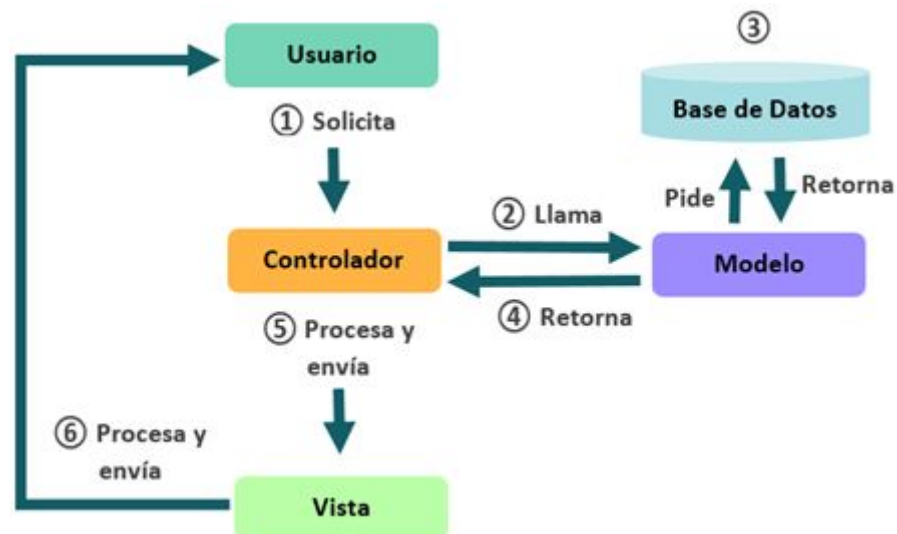 ③
Usuario
Base de Datos
① Solicita
Pide
Retorna
② Llama
Controlador
Modelo
④ Retorna
⑤ Procesa y
envía
⑥ Procesa y
envía
Vista